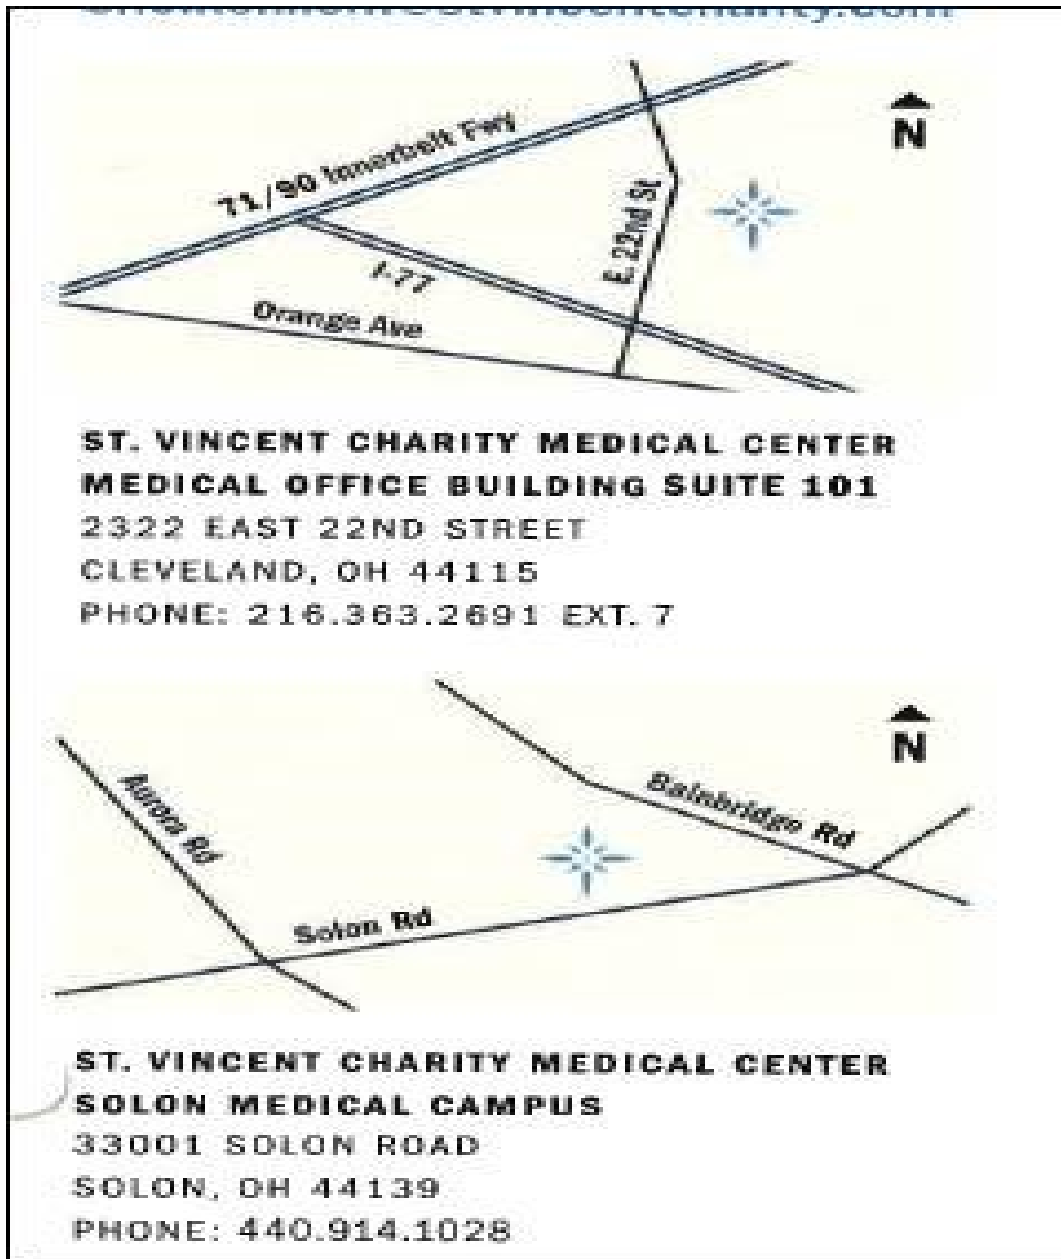 71/90 Innerbelt Fwy
N
E. 22nd St
I-77
Orange Ave
ST. VINCENT CHARITY MEDICAL CENTER
MEDICAL OFFICE BUILDING SUITE 101
2322 EAST 22ND STREET
CLEVELAND, OH 44115
PHONE: 216.363.2691 EXT. 7
N
Bainbridge Rd
Aurora Rd
Solon Rd
ST. VINCENT CHARITY MEDICAL CENTER
SOLON MEDICAL CAMPUS
33001 SOLON ROAD
SOLON, OH 44139
PHONE: 440.914.1028